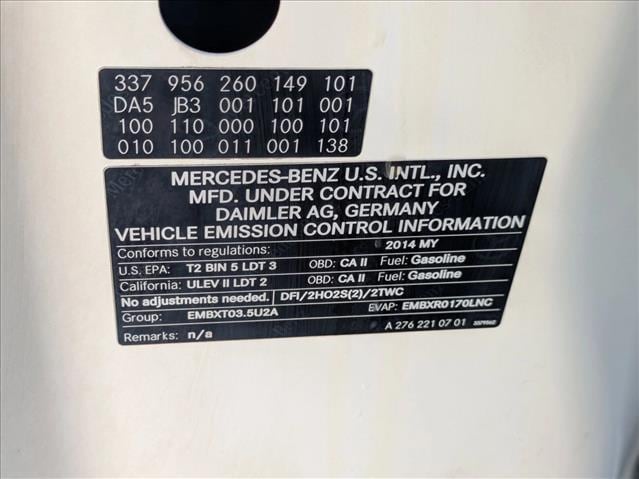 337 956 260 149 101
DA5 JB3 001 101 001
100 110 000 100 101
010 100 011 001 138
MERCEDES-BENZ U.S. INTL., INC.
MFD. UNDER CONTRACT FOR
DAIMLER AG, GERMANY
VEHICLE EMISSION CONTROL INFORMATION
Conforms to regulations: 2014 MY
U.S. EPA: T2 BIN 5 LDT 3 OBD: CA II Fuel: Gasoline
California: ULEV II LDT 2 OBD: CA II Fuel: Gasoline
No adjustments needed. DFI/2HO2S(2)/2TWC
Group: EMBXT03.5U2A EVAP: EMBXR0170LNC
Remarks: n/a A 276 221 07 01